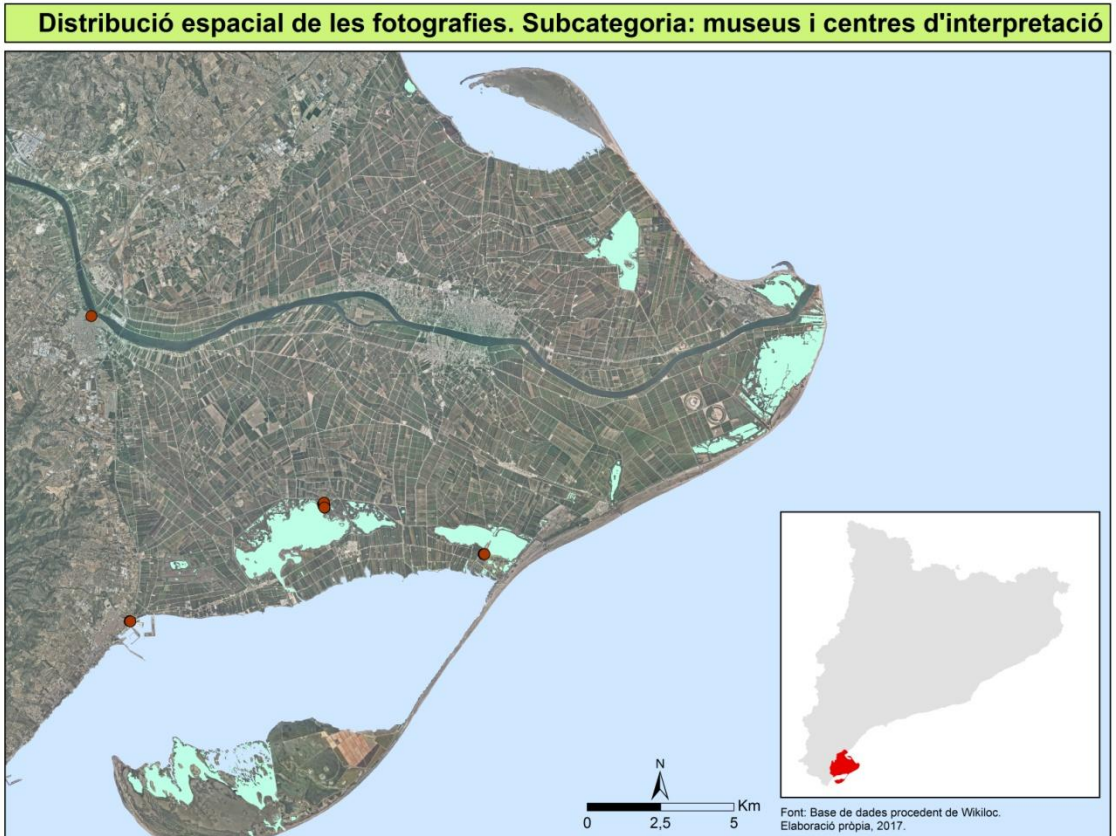 Distribució espacial de les fotografies. Subcategoria: museus i centres d'interpretació
N
Km
0 2,5 5
Font: Base de dades procedent de Wikiloc.
Elaboració pròpia, 2017.